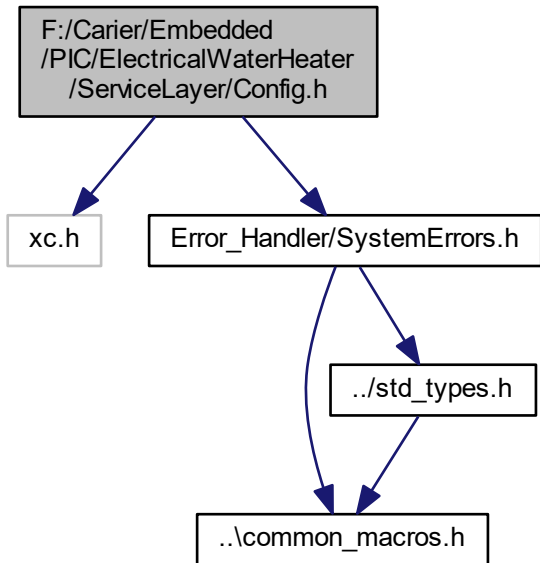 F:/Carier/Embedded
/PIC/ElectricalWaterHeater
/ServiceLayer/Config.h
xc.h
Error_Handler/SystemErrors.h
../std_types.h
..\common_macros.h